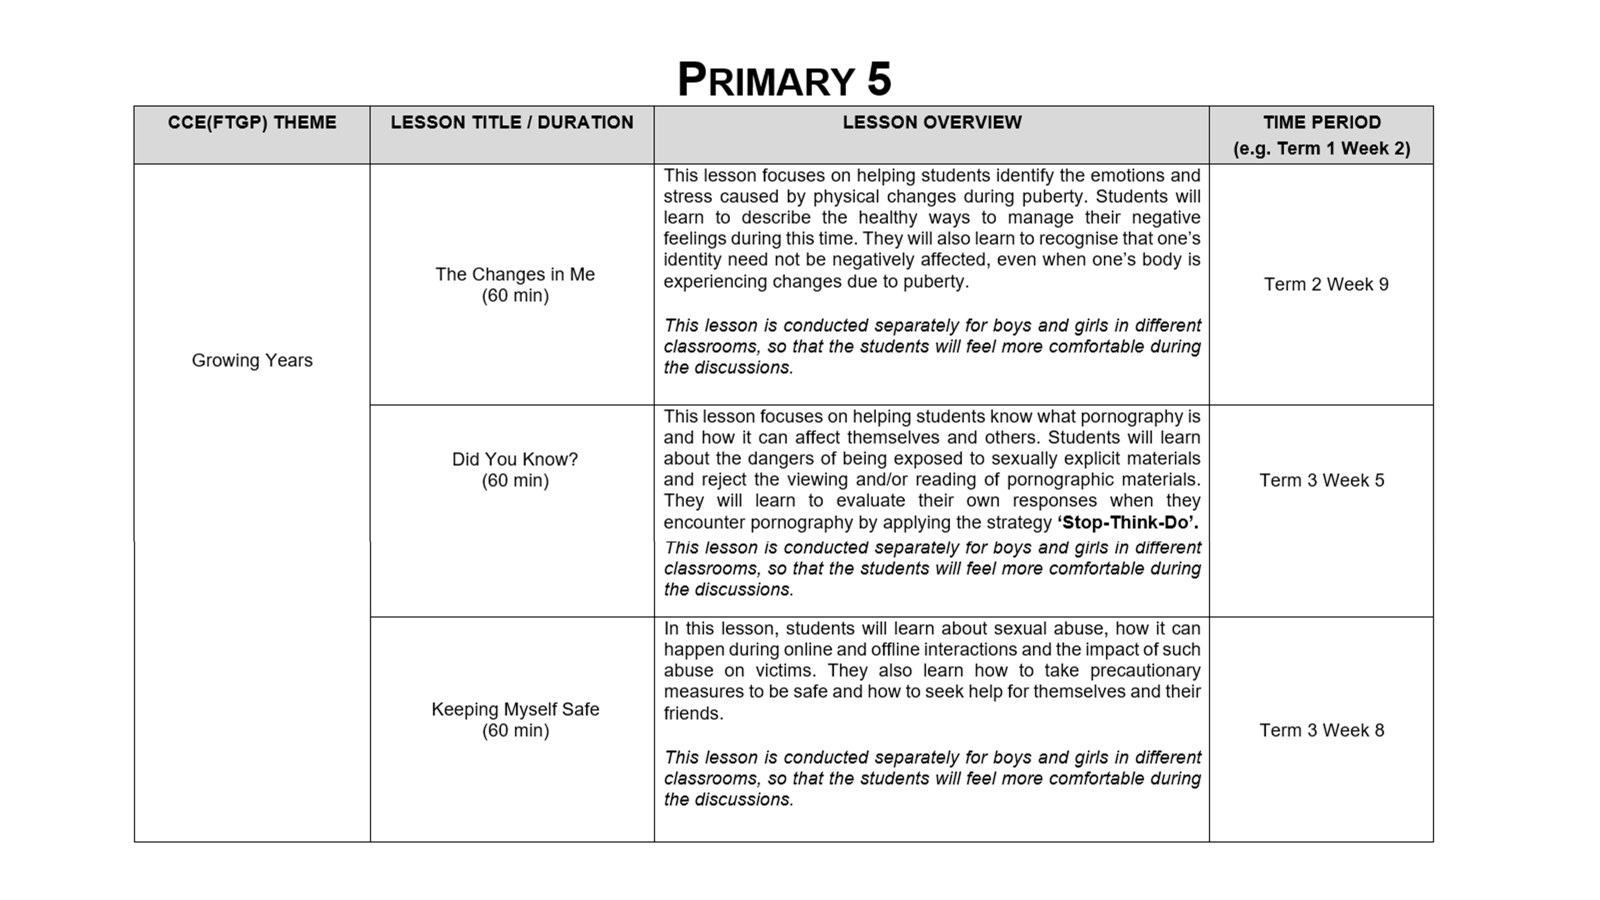 PRIMARY 5
CCE(FTGP) THEME
LESSON TITLE / DURATION
LESSON OVERVIEW
TIME PERIOD
(e.g. Term 1 Week 2)
Growing Years
The Changes in Me
(60 min)
This lesson focuses on helping students identify the emotions and
stress caused by physical changes during puberty. Students will
learn to describe the healthy ways to manage their negative
feelings during this time. They will also learn to recognise that one’s
identity need not be negatively affected, even when one’s body is
experiencing changes due to puberty.
This lesson is conducted separately for boys and girls in different
classrooms, so that the students will feel more comfortable during
the discussions.
Term 2 Week 9
Did You Know?
(60 min)
This lesson focuses on helping students know what pornography is
and how it can affect themselves and others. Students will learn
about the dangers of being exposed to sexually explicit materials
and reject the viewing and/or reading of pornographic materials.
They will learn to evaluate their own responses when they
encounter pornography by applying the strategy ‘Stop-Think-Do’.
This lesson is conducted separately for boys and girls in different
classrooms, so that the students will feel more comfortable during
the discussions.
Term 3 Week 5
Keeping Myself Safe
(60 min)
In this lesson, students will learn about sexual abuse, how it can
happen during online and offline interactions and the impact of such
abuse on victims. They also learn how to take precautionary
measures to be safe and how to seek help for themselves and their
friends.
This lesson is conducted separately for boys and girls in different
classrooms, so that the students will feel more comfortable during
the discussions.
Term 3 Week 8